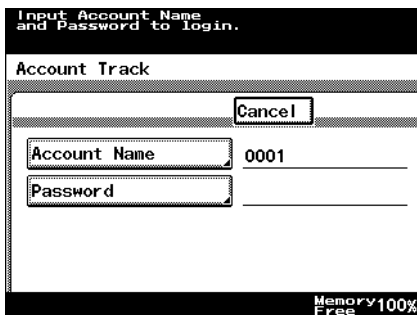 Input Account Name
and Password to login.
Account Track
Cancel
Account Name 0001
Password
Memory
Free 100%